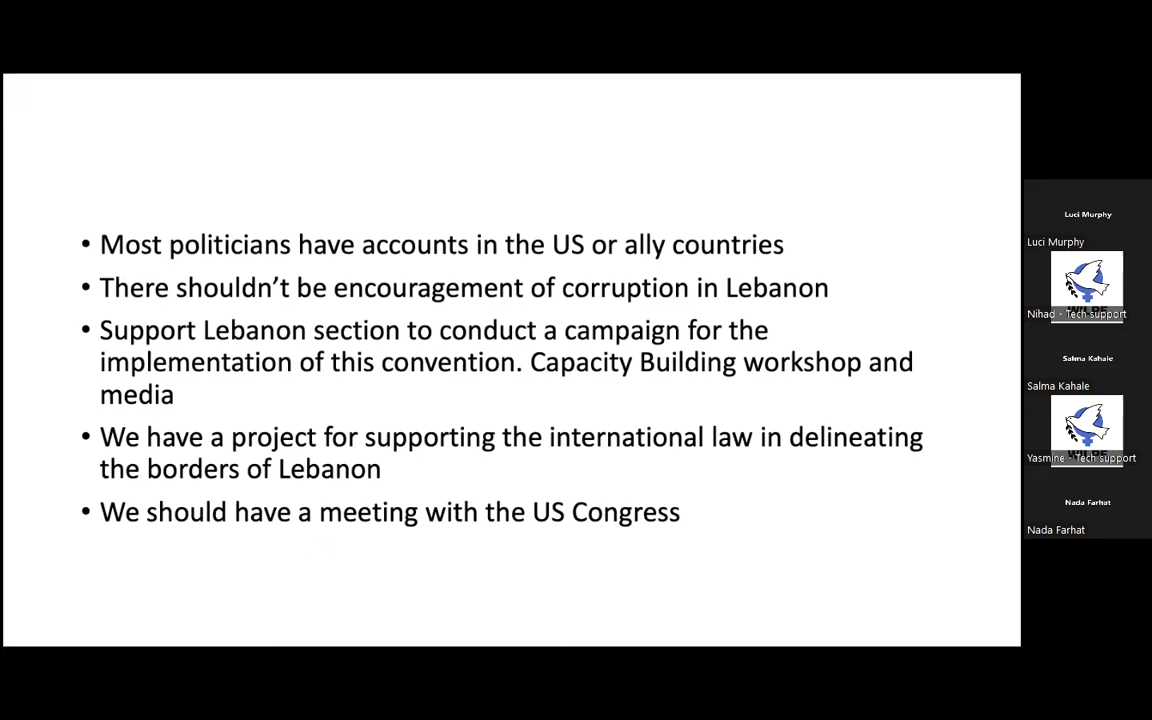 • Most politicians have accounts in the US or ally countries
• There shouldn't be encouragement of corruption in Lebanon
• Support Lebanon section to conduct a campaign for the
implementation of this convention. Capacity Building workshop and
media
• We have a project for supporting the international law in delineating
the borders of Lebanon
• We should have a meeting with the US Congress
Luci Murphy
Luci Murphy
Nihad - Tech support
Salma Kahale
Salma Kahale
Yasmine - Tech support
Nada Farhat
Nada Farhat